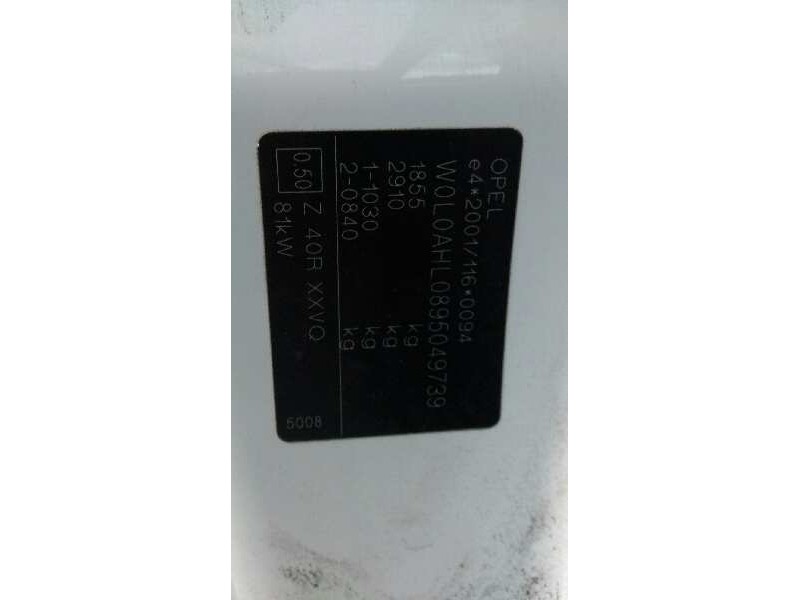 OPEL
e4*2001/116*0094
W0L0AHL0895049739
1855 kg
2910 kg
1-1030 kg
2-0840 kg
0.50 Z 40R XXVQ
81kW
5008